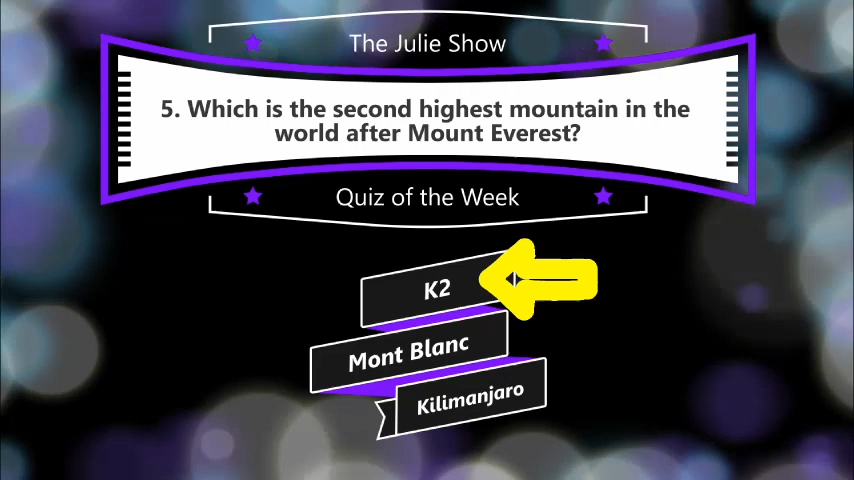 The Julie Show
5. Which is the second highest mountain in the
world after Mount Everest?
Quiz of the Week
K2
Mont Blanc
Kilimanjaro